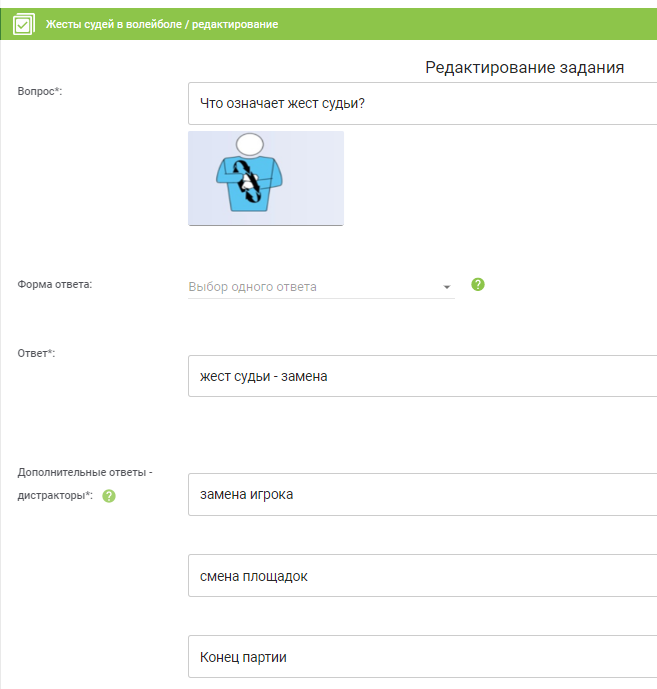 Жесты судей в волейболе / редактирование
Редактирование задания
Вопрос*:
Что означает жест судьи?
Форма ответа:
Выбор одного ответа
?
Ответ*:
жест судьи - замена
Дополнительные ответы -
дистракторы*:
?
замена игрока
смена площадок
Конец партии